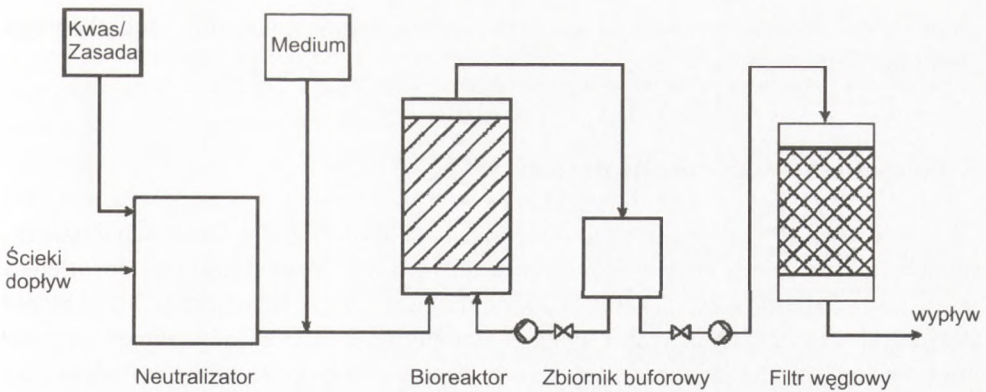 Kwas/
Zasada
Medium
Ścieki
dopływ
wypływ
Neutralizator
Bioreaktor
Zbiornik buforowy
Filtr węglowy